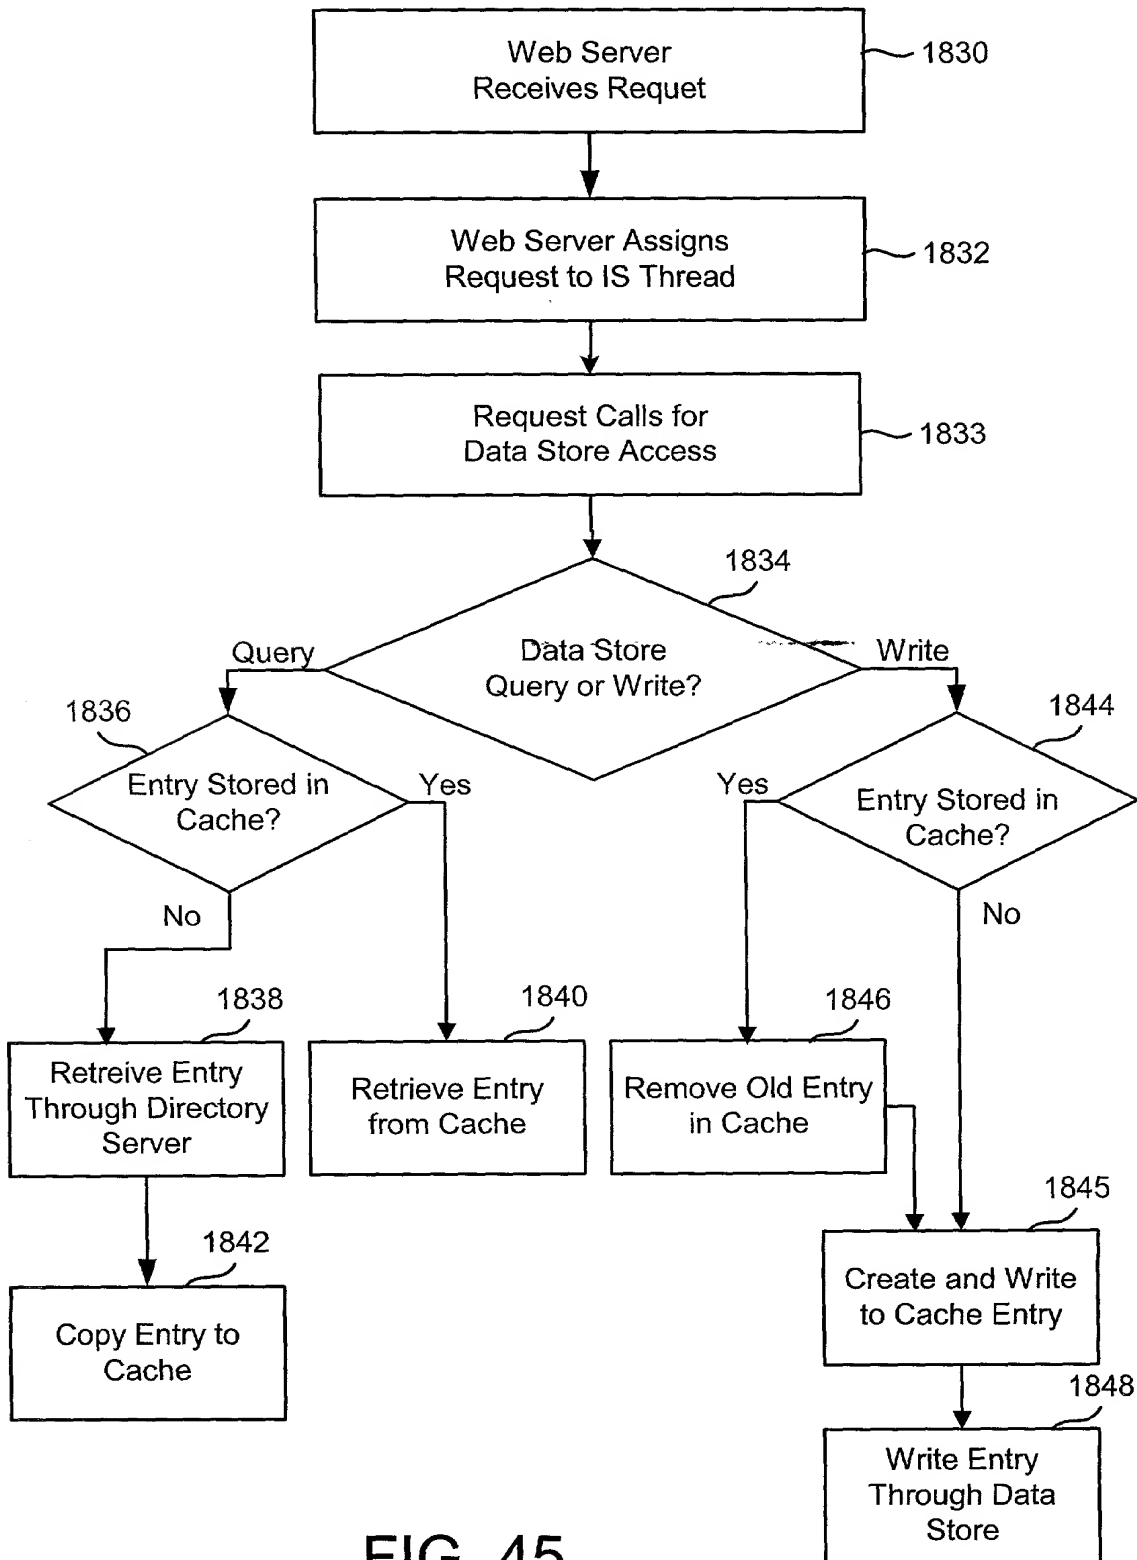 Web Server
Receives Requet
1830
Web Server Assigns
Request to IS Thread
1832
Request Calls for
Data Store Access
1833
1834
Data Store
Query or Write?
Query
Write
1836
Entry Stored in
Cache?
Yes
No
1844
Entry Stored in
Cache?
Yes
No
1838
Retreive Entry
Through Directory
Server
1840
Retrieve Entry
from Cache
1846
Remove Old Entry
in Cache
1842
Copy Entry to
Cache
1845
Create and Write
to Cache Entry
1848
Write Entry
Through Data
Store
FIG. 45